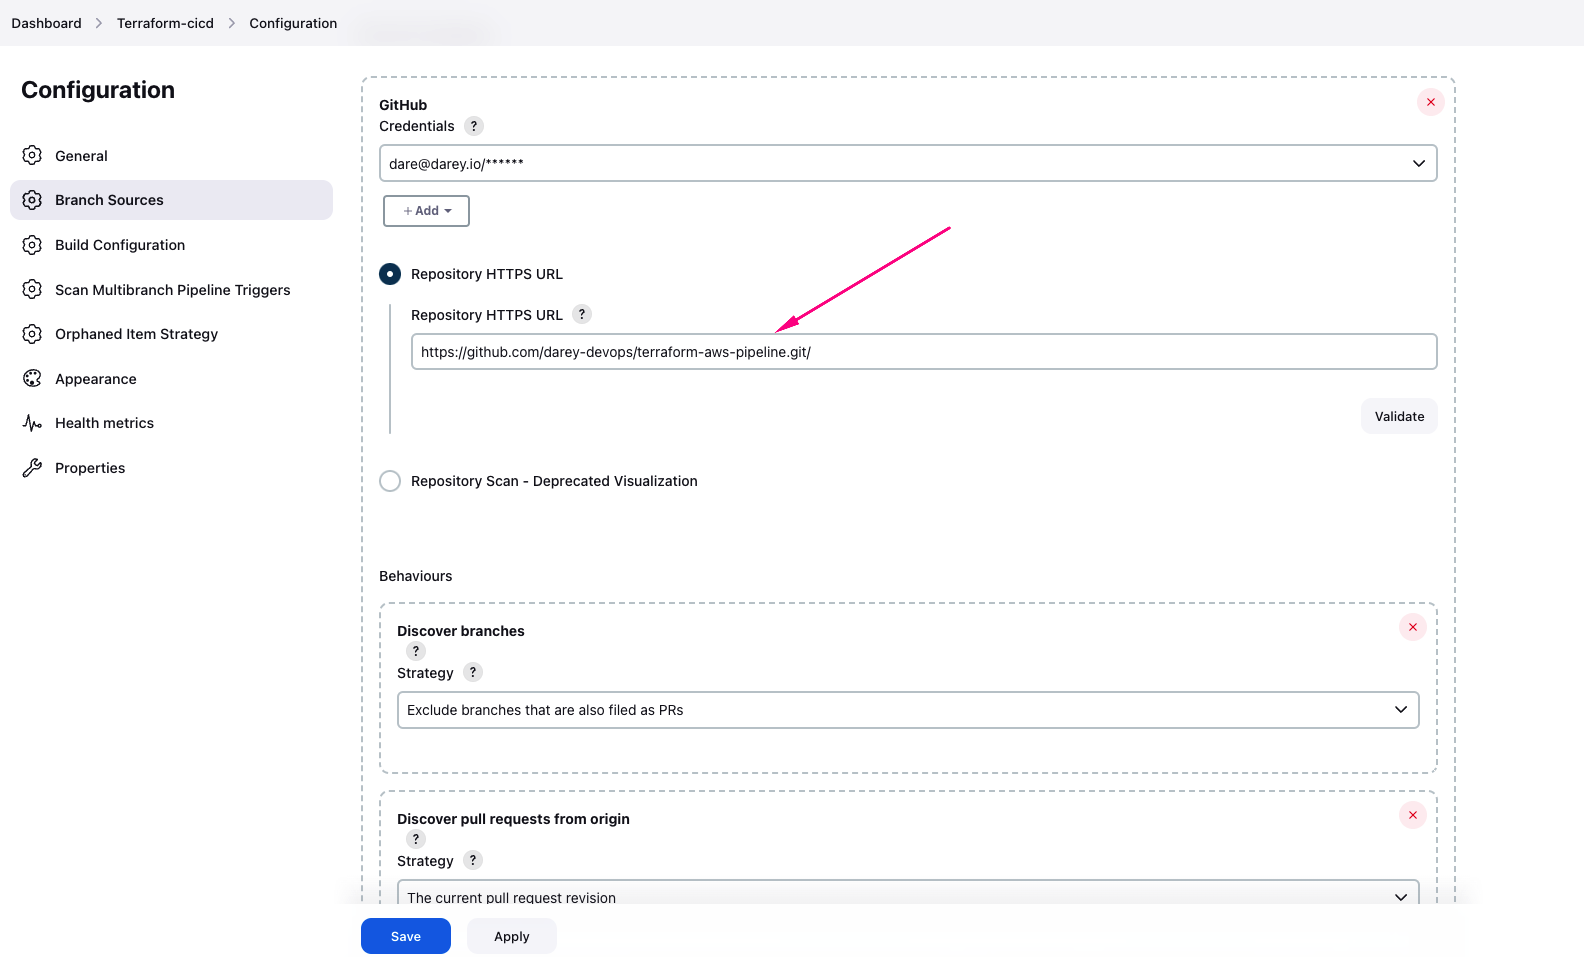 Dashboard > Terraform-cicd > Configuration
Configuration
General
Branch Sources
Build Configuration
Scan Multibranch Pipeline Triggers
Orphaned Item Strategy
Appearance
Health metrics
Properties
GitHub
Credentials ?
dare@darey.io/******
+ Add
Repository HTTPS URL
Repository HTTPS URL ?
https://github.com/darey-devops/terraform-aws-pipeline.git/
Validate
Repository Scan - Deprecated Visualization
Behaviours
Discover branches
?
Strategy ?
Exclude branches that are also filed as PRs
Discover pull requests from origin
?
Strategy ?
The current pull request revision
Save
Apply